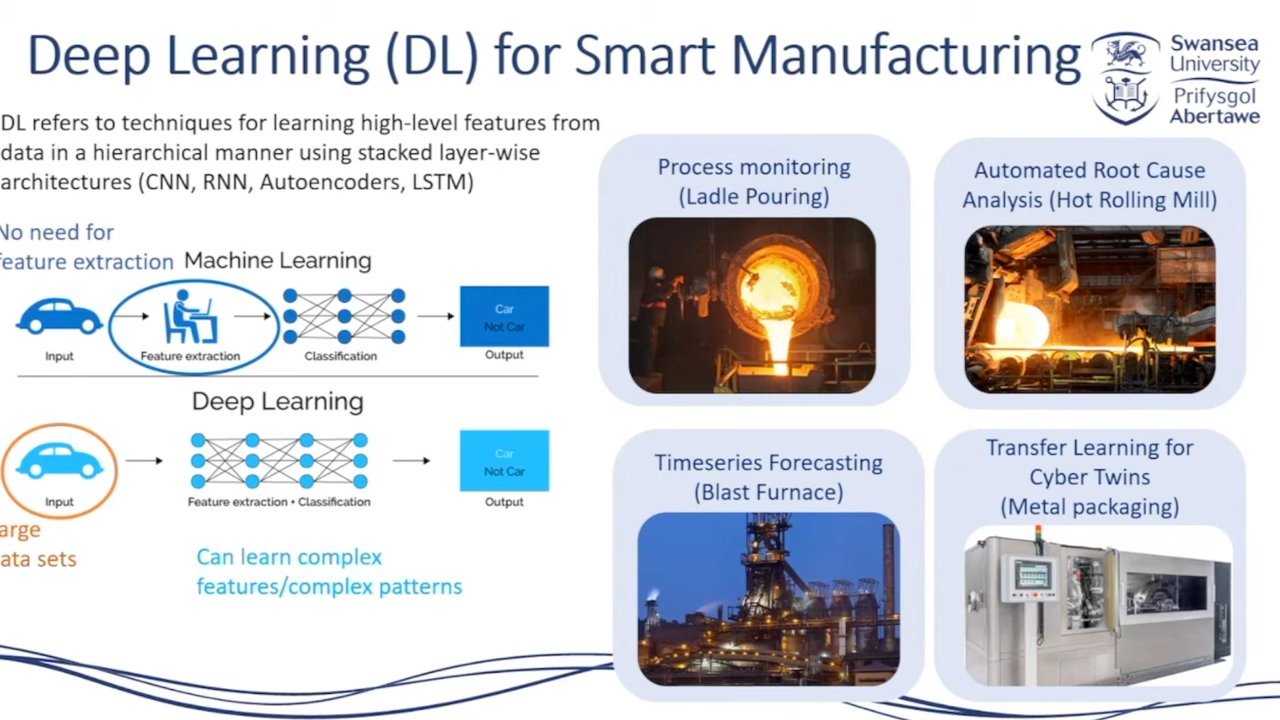 Deep Learning (DL) for Smart Manufacturing
Swansea
University
Prifysgol
Abertawe
DL refers to techniques for learning high-level features from
data in a hierarchical manner using stacked layer-wise
architectures (CNN, RNN, Autoencoders, LSTM)
No need for
feature extraction
Machine Learning
Input
Feature extraction
Classification
Car
Not Car
Output
Deep Learning
Input
Feature extraction + Classification
Car
Not Car
Output
arge
ata sets
Can learn complex
features/complex patterns
Process monitoring
(Ladle Pouring)
Automated Root Cause
Analysis (Hot Rolling Mill)
Timeseries Forecasting
(Blast Furnace)
Transfer Learning for
Cyber Twins
(Metal packaging)